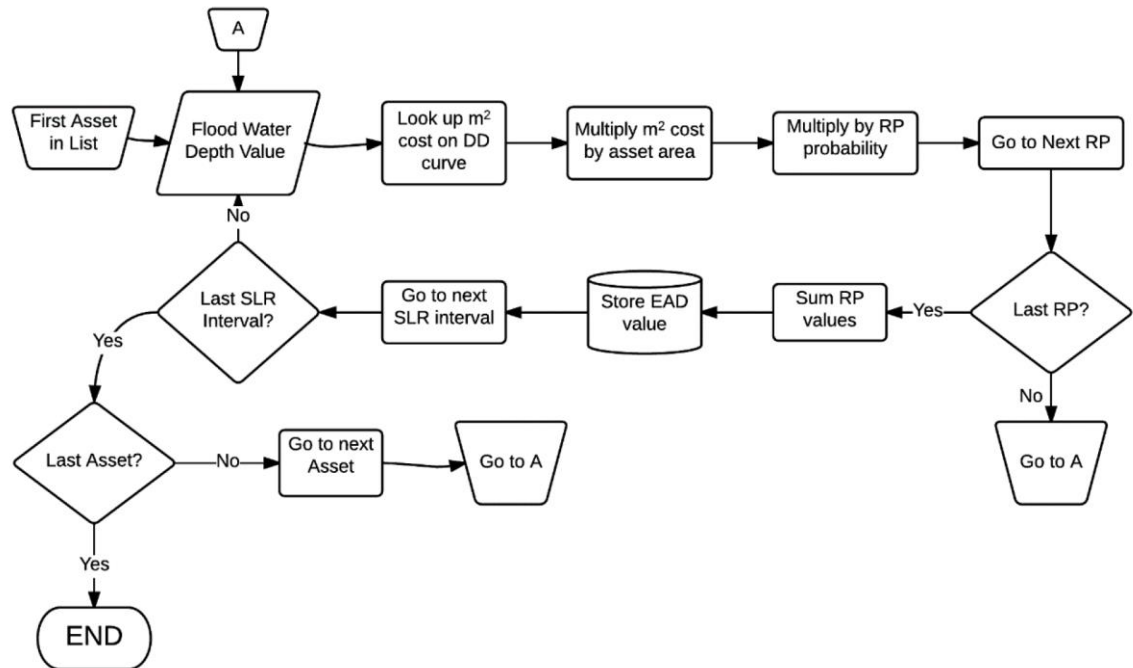 A
First Asset
in List
Flood Water
Depth Value
Look up m²
cost on DD
curve
Multiply m² cost
by asset area
Multiply by RP
probability
Go to Next RP
No
Last SLR
Interval?
Go to next
SLR interval
Store EAD
value
Sum RP
values
Yes
Last RP?
Yes
No
Last Asset?
No
Go to next
Asset
Go to A
Go to A
Yes
END